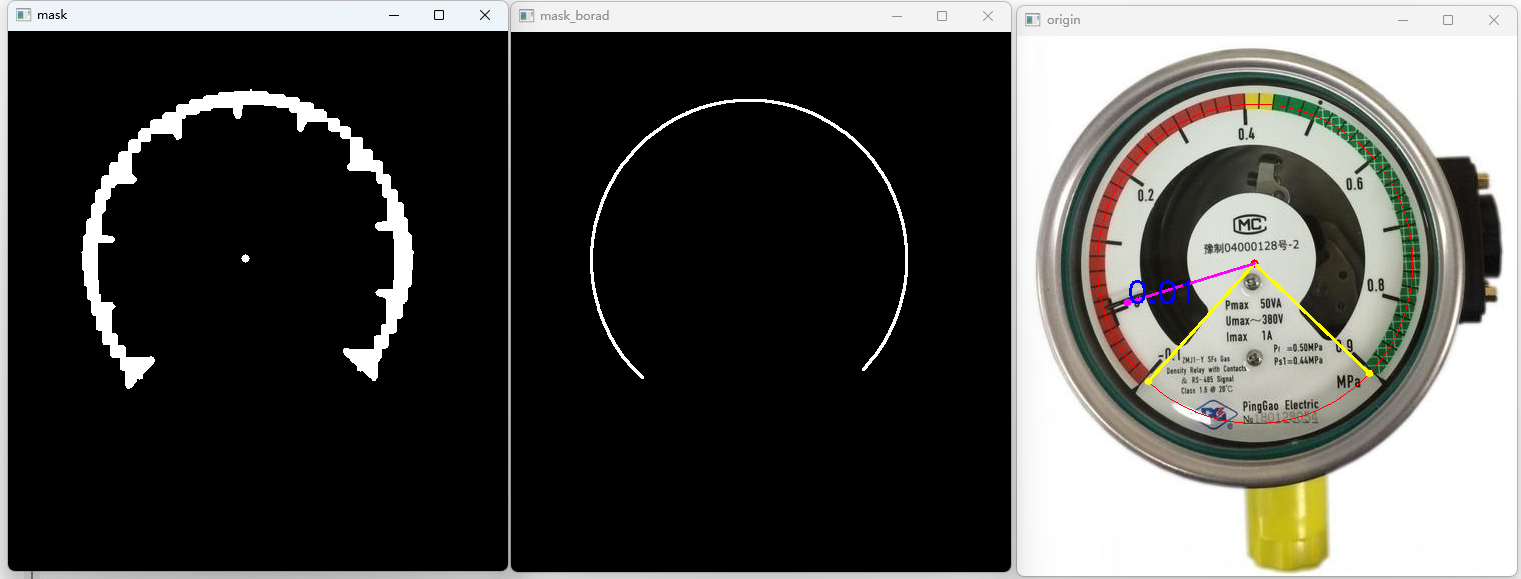 mask
mask_borad
origin
0.4
0.2
0.6
MC
豫制04000128号-2
0.8
0.01
Pmax 50VA
Umax～380V
Imax 1A
-0.1
0.9
ZMJ1-Y SF₆ Gas
Density Relay with Contacts
& RS-485 Signal
Class 1.6 @ 20℃
Pr =0.50MPa
Ps1=0.44MPa
MPa
PingGao Electric
№180128054